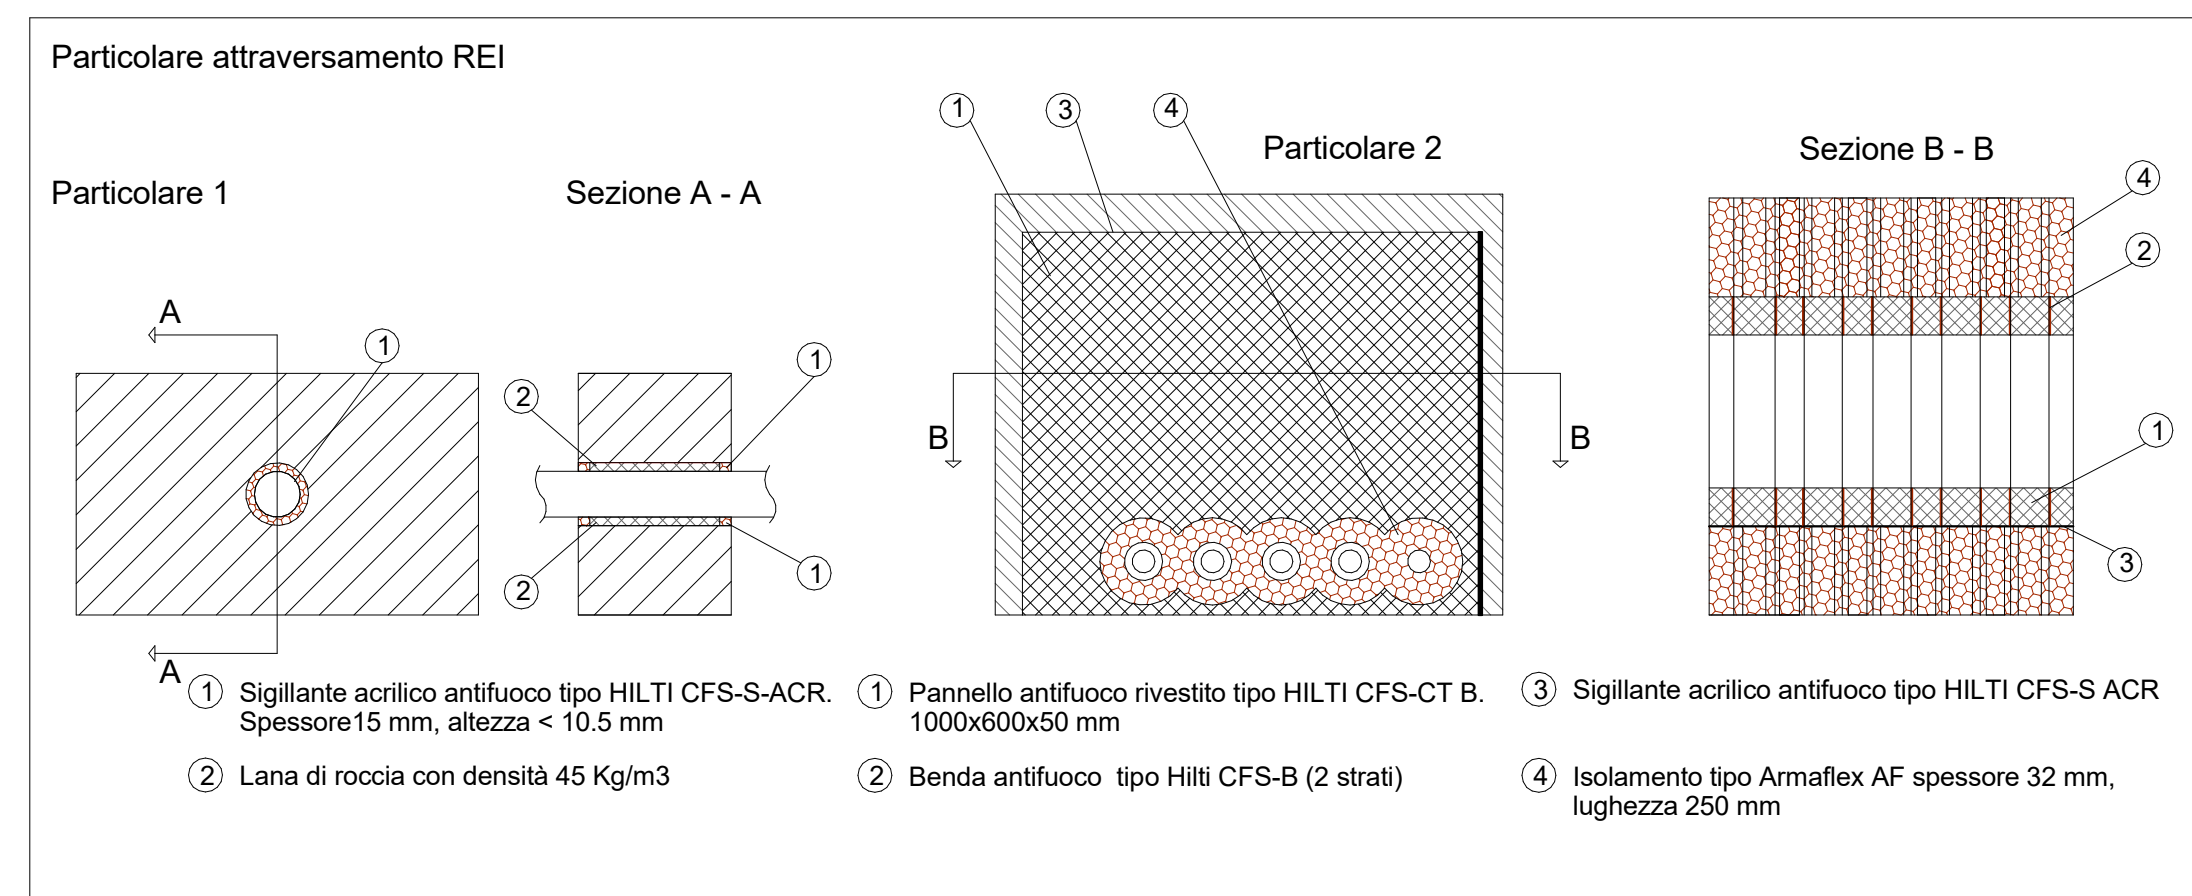 Particolare attraversamento REI
1
3
4
Particolare 2
Sezione B - B
4
Particolare 1
Sezione A - A
2
A
1
1
2
B
B
1
2
1
3
A
1 Sigillante acrilico antifuoco tipo HILTI CFS-S-ACR.
Spessore15 mm, altezza < 10.5 mm
2 Lana di roccia con densità 45 Kg/m3
1 Pannello antifuoco rivestito tipo HILTI CFS-CT B.
1000x600x50 mm
2 Benda antifuoco tipo Hilti CFS-B (2 strati)
3 Sigillante acrilico antifuoco tipo HILTI CFS-S ACR
4 Isolamento tipo Armaflex AF spessore 32 mm,
lughezza 250 mm